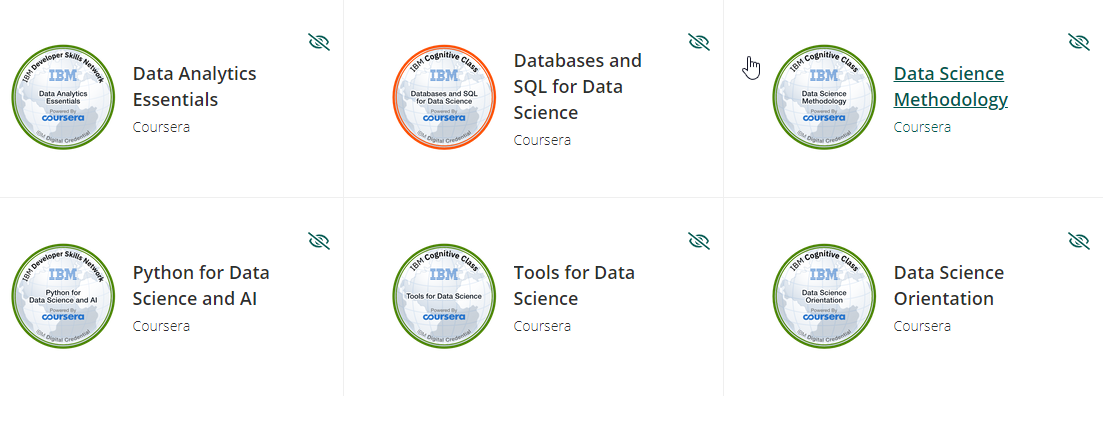 IBM Developer Skills Network
IBM
Data Analytics
Essentials
Powered By
coursera
IBM Digital Credential
Data Analytics
Essentials
Coursera
IBM Cognitive Class
IBM
Databases and SQL
for Data Science
Powered By
coursera
IBM Digital Credential
Databases and
SQL for Data
Science
Coursera
IBM Cognitive Class
IBM
Data Science
Methodology
Powered By
coursera
IBM Digital Credential
Data Science
Methodology
Coursera
IBM Developer Skills Network
IBM
Python for
Data Science and AI
Powered By
coursera
IBM Digital Credential
Python for Data
Science and AI
Coursera
IBM Cognitive Class
IBM
Tools for Data Science
Powered By
coursera
IBM Digital Credential
Tools for Data
Science
Coursera
IBM Cognitive Class
IBM
Data Science
Orientation
Powered By
coursera
IBM Digital Credential
Data Science
Orientation
Coursera